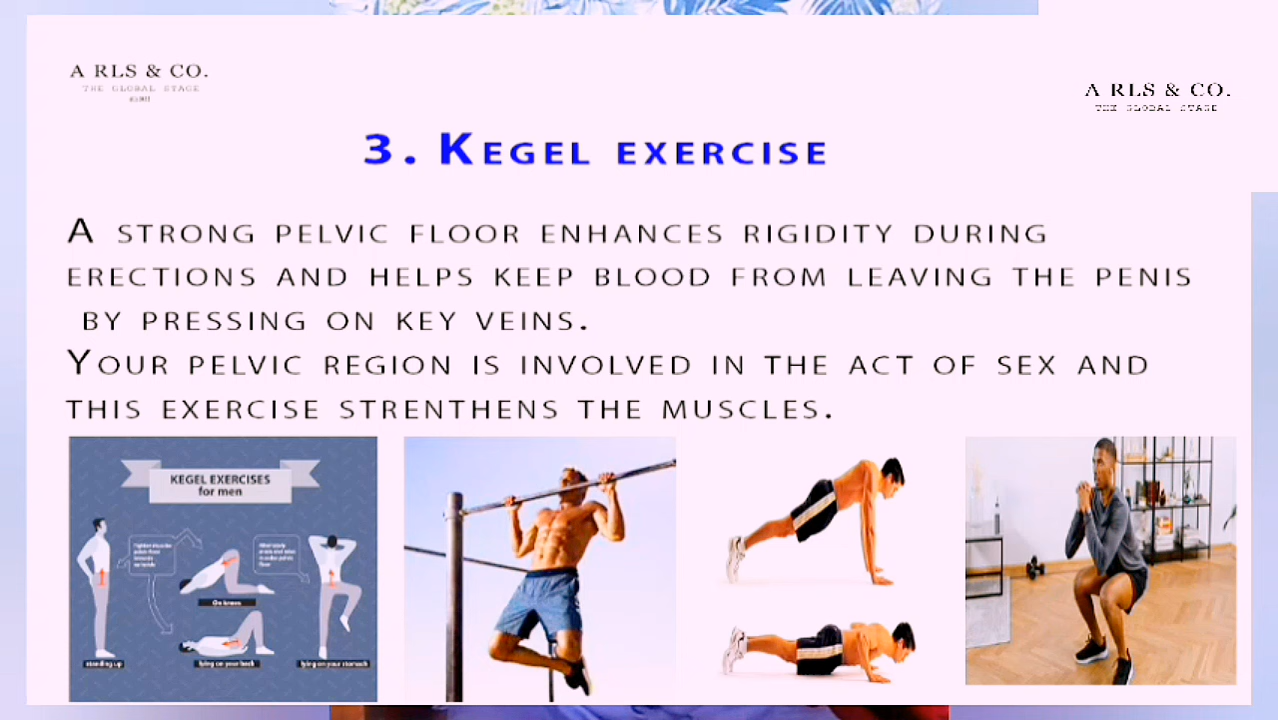 A RLS & CO.
THE GLOBAL STAGE
A RLS & CO.
THE GLOBAL STAGE
3. KEGEL EXERCISE
A STRONG PELVIC FLOOR ENHANCES RIGIDITY DURING
ERECTIONS AND HELPS KEEP BLOOD FROM LEAVING THE PENIS
BY PRESSING ON KEY VEINS.
YOUR PELVIC REGION IS INVOLVED IN THE ACT OF SEX AND
THIS EXERCISE STRENTHENS THE MUSCLES.
KEGEL EXERCISES
for men
On knees
standing up
lying on your back
lying on your stomach